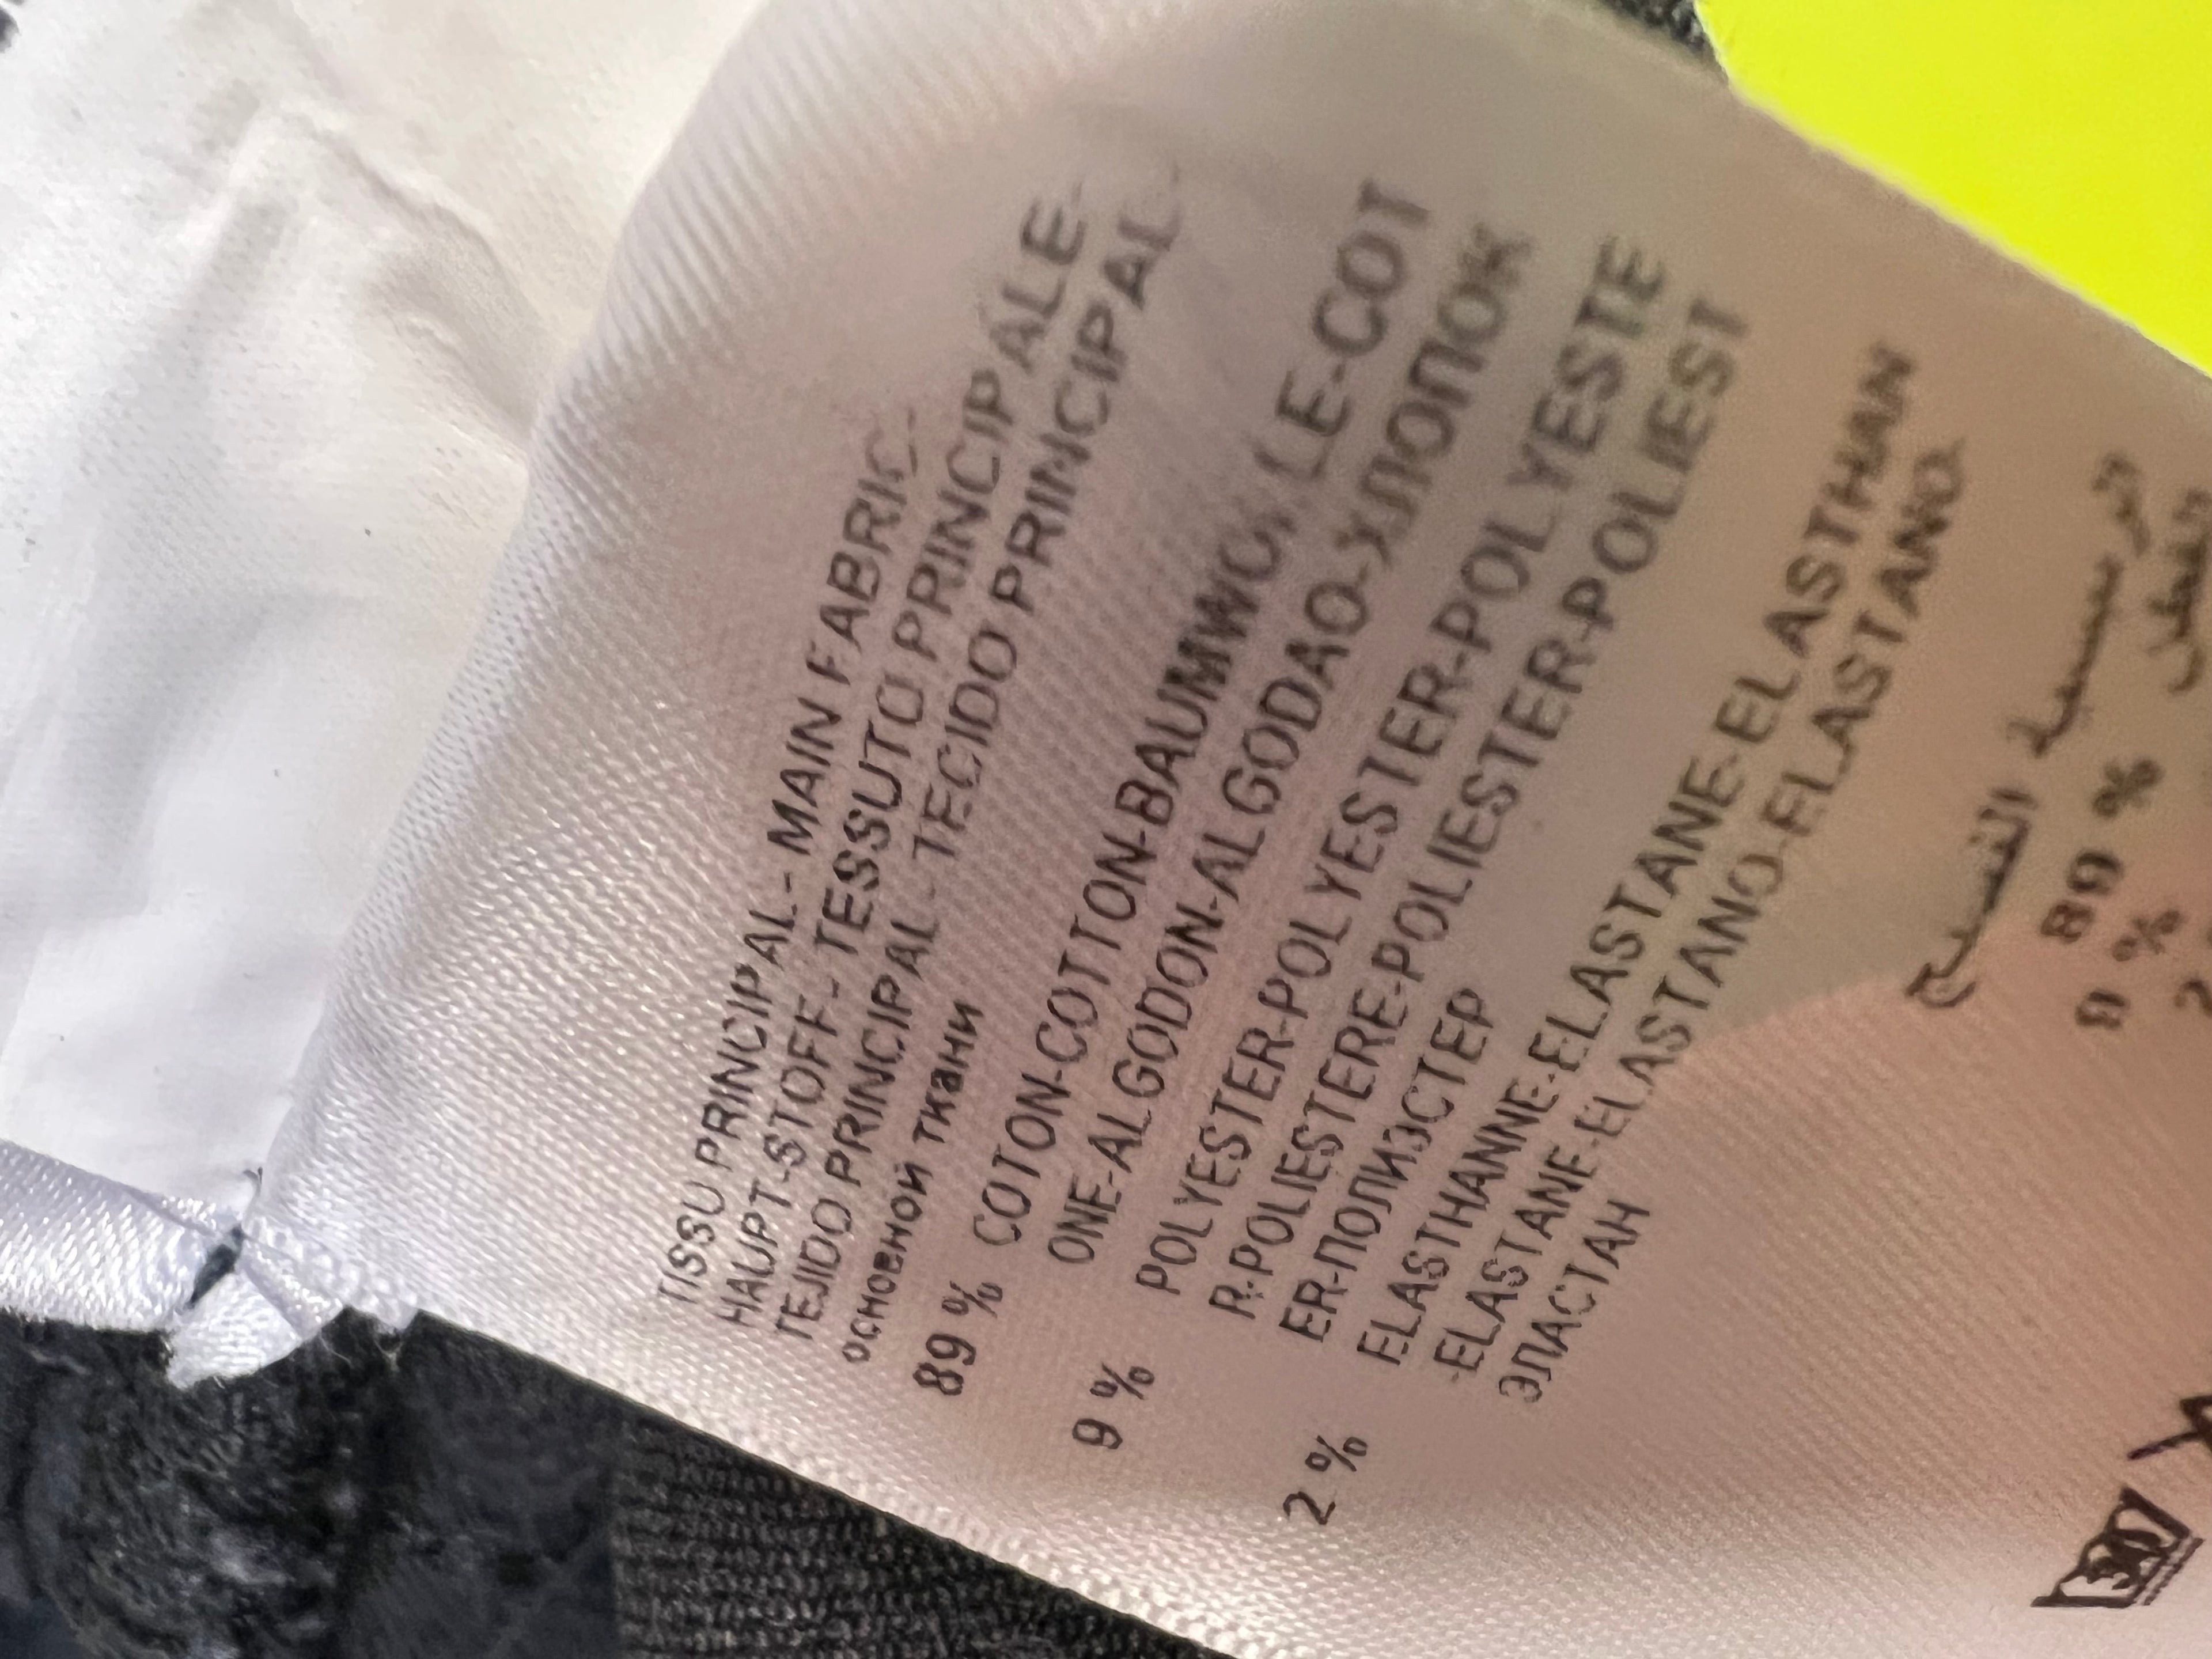 TISSU PRINCIPAL - MAIN FABRIC -
HAUPT-STOFF - TESSUTO PRINCIPALE-
TEJIDO PRINCIPAL - TECIDO PRINCIPAL -
основной ткани
89 % COTON-COTTON-BAUMWOLLE-COT
ONE-ALGODON-ALGODAO-ХЛОПОК
9 % POLYESTER-POLYESTER-POLYESTE
R-POLIESTERE-POLIESTER-POLIEST
ER-ПОЛИЭСТЕР
2 % ELASTHANNE-ELASTANE-ELASTHAN
-ELASTANE-ELASTANO-ELASTANO.
ЭЛАСТАН
النسيج
89 %
9 %
2
30